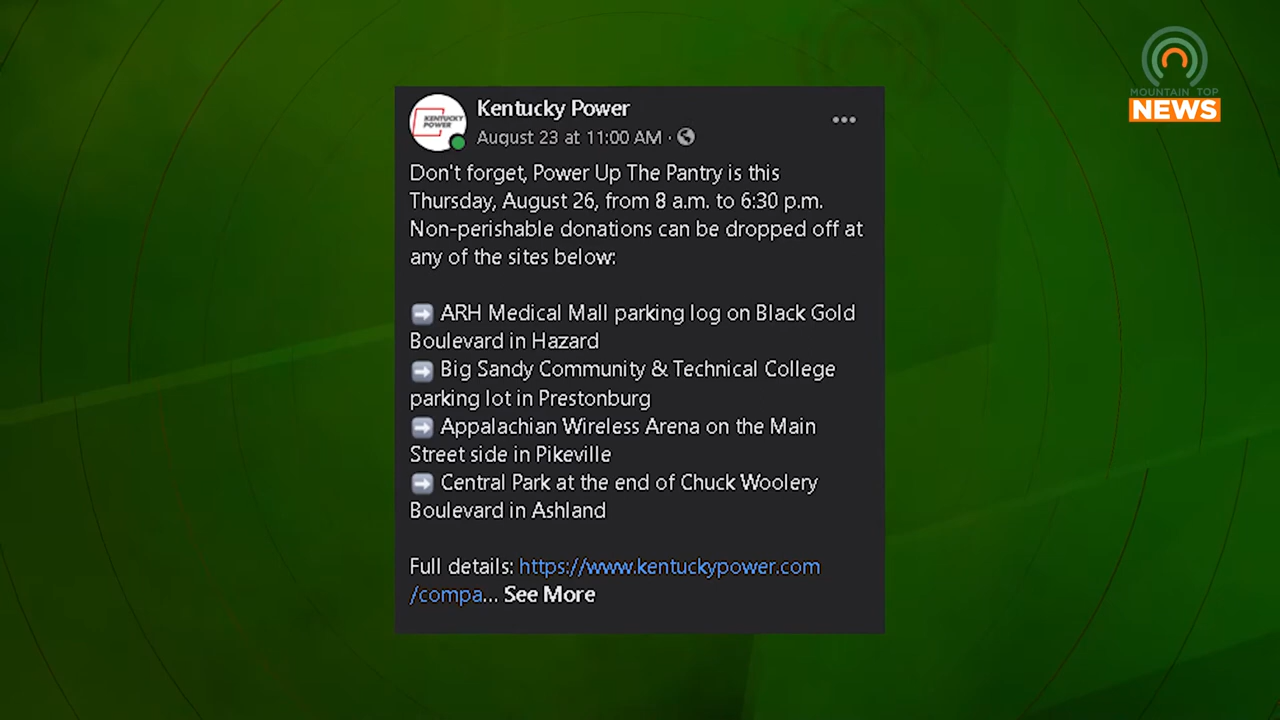 MOUNTAIN TOP
NEWS
KENTUCKY
POWER
Kentucky Power
August 23 at 11:00 AM ·
Don't forget, Power Up The Pantry is this
Thursday, August 26, from 8 a.m. to 6:30 p.m.
Non-perishable donations can be dropped off at
any of the sites below:
➡ ARH Medical Mall parking log on Black Gold
Boulevard in Hazard
➡ Big Sandy Community & Technical College
parking lot in Prestonburg
➡ Appalachian Wireless Arena on the Main
Street side in Pikeville
➡ Central Park at the end of Chuck Woolery
Boulevard in Ashland
Full details: https://www.kentuckypower.com
/compa... See More